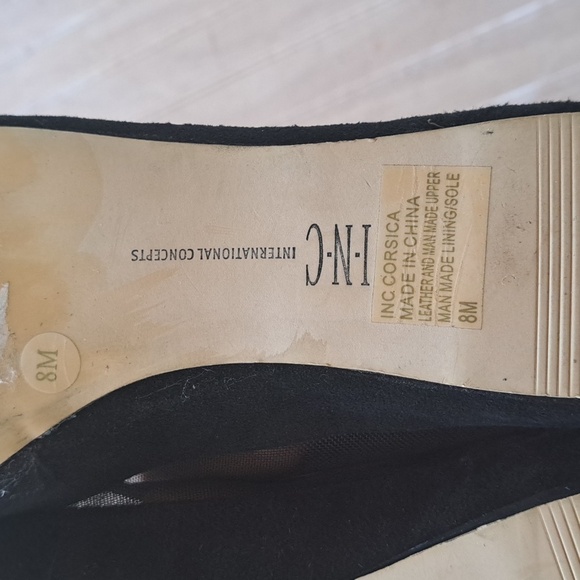 I·N·C
INTERNATIONAL CONCEPTS
INC CORSICA
MADE IN CHINA
LEATHER AND MAN MADE UPPER
MAN MADE LINING/SOLE
8M
8M